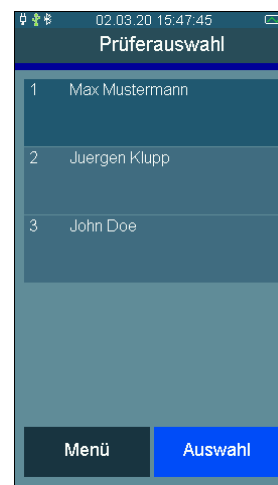 02.03.20 15:47:45
Prüferauswahl
1 Max Mustermann
2 Juergen Klupp
3 John Doe
Menü Auswahl